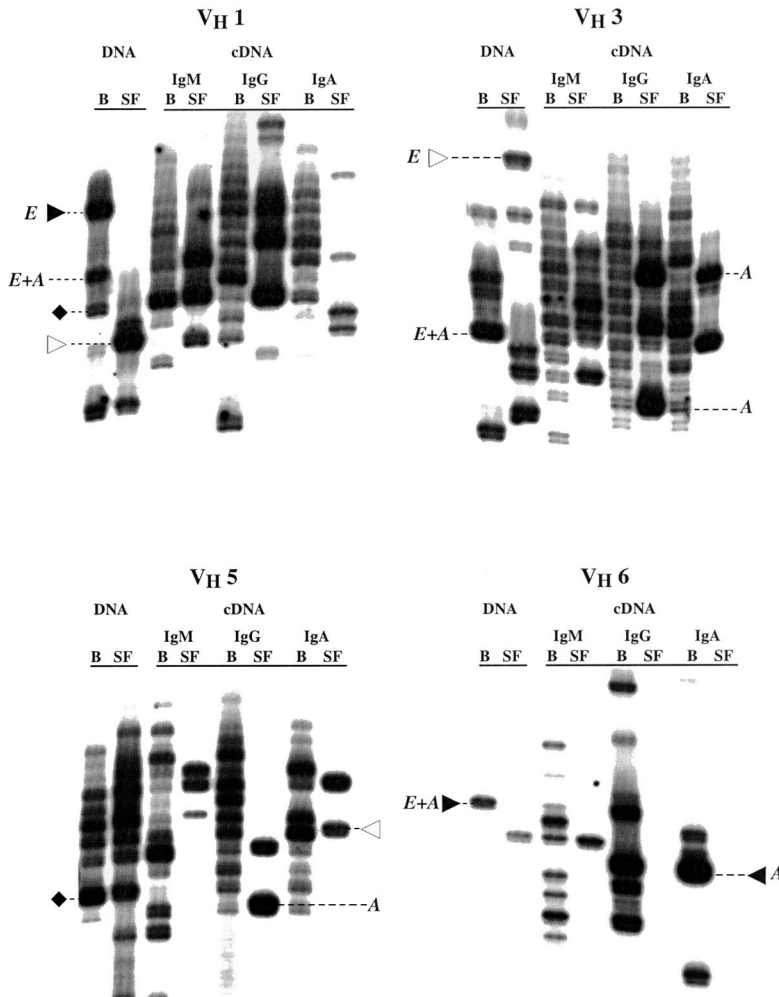 VH 1
DNA cDNA
IgM IgG IgA
B SF B SF B SF B SF
E
E+A
VH 3
DNA cDNA
IgM IgG IgA
B SF B SF B SF B SF
E
E+A
A
A
VH 5
DNA cDNA
IgM IgG IgA
B SF B SF B SF B SF
A
VH 6
DNA cDNA
IgM IgG IgA
B SF B SF B SF B SF
E+A
A